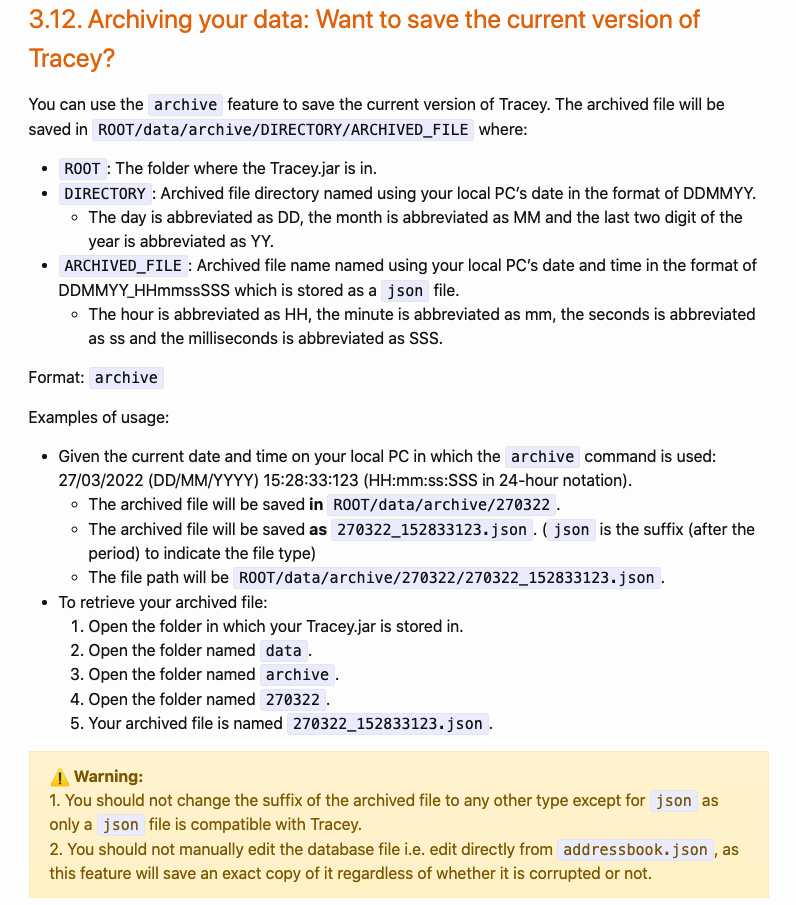 3.12. Archiving your data: Want to save the current version of
Tracey?
You can use the archive feature to save the current version of Tracey. The archived file will be
saved in ROOT/data/archive/DIRECTORY/ARCHIVED_FILE where:
• ROOT : The folder where the Tracey.jar is in.
• DIRECTORY : Archived file directory named using your local PC’s date in the format of DDMMYY.
◦ The day is abbreviated as DD, the month is abbreviated as MM and the last two digit of the
year is abbreviated as YY.
• ARCHIVED_FILE : Archived file name named using your local PC’s date and time in the format of
DDMMYY_HHmmssSSS which is stored as a json file.
◦ The hour is abbreviated as HH, the minute is abbreviated as mm, the seconds is abbreviated
as ss and the milliseconds is abbreviated as SSS.
Format: archive
Examples of usage:
• Given the current date and time on your local PC in which the archive command is used:
27/03/2022 (DD/MM/YYYY) 15:28:33:123 (HH:mm:ss:SSS in 24-hour notation).
◦ The archived file will be saved in ROOT/data/archive/270322 .
◦ The archived file will be saved as 270322_152833123.json . ( json is the suffix (after the
period) to indicate the file type)
◦ The file path will be ROOT/data/archive/270322/270322_152833123.json .
• To retrieve your archived file:
1. Open the folder in which your Tracey.jar is stored in.
2. Open the folder named data .
3. Open the folder named archive .
4. Open the folder named 270322 .
5. Your archived file is named 270322_152833123.json .
⚠️ Warning:
1. You should not change the suffix of the archived file to any other type except for json as
only a json file is compatible with Tracey.
2. You should not manually edit the database file i.e. edit directly from addressbook.json , as
this feature will save an exact copy of it regardless of whether it is corrupted or not.